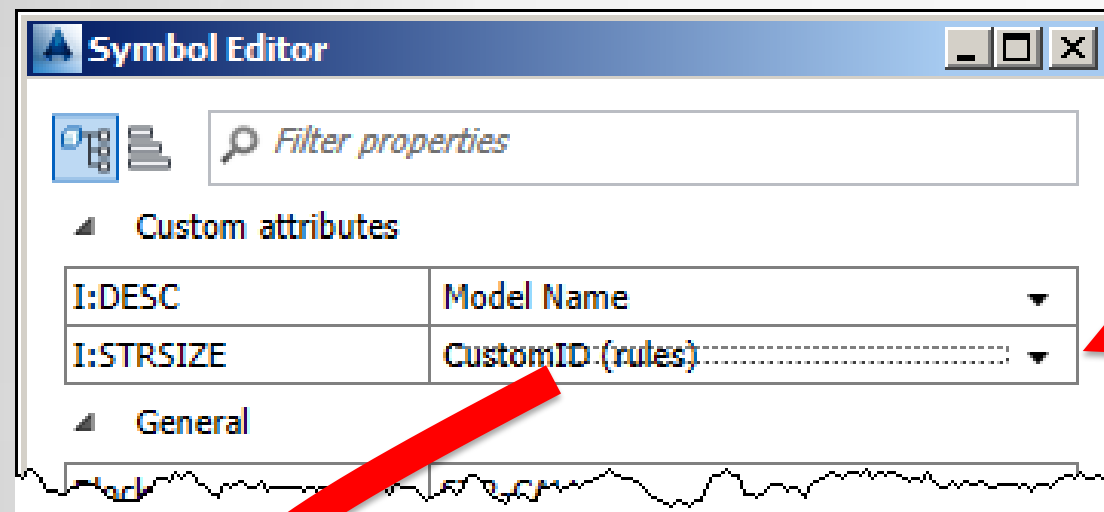 Symbol Editor
Filter properties
Custom attributes
I:DESC Model Name
I:STRSIZE CustomID (rules)
General